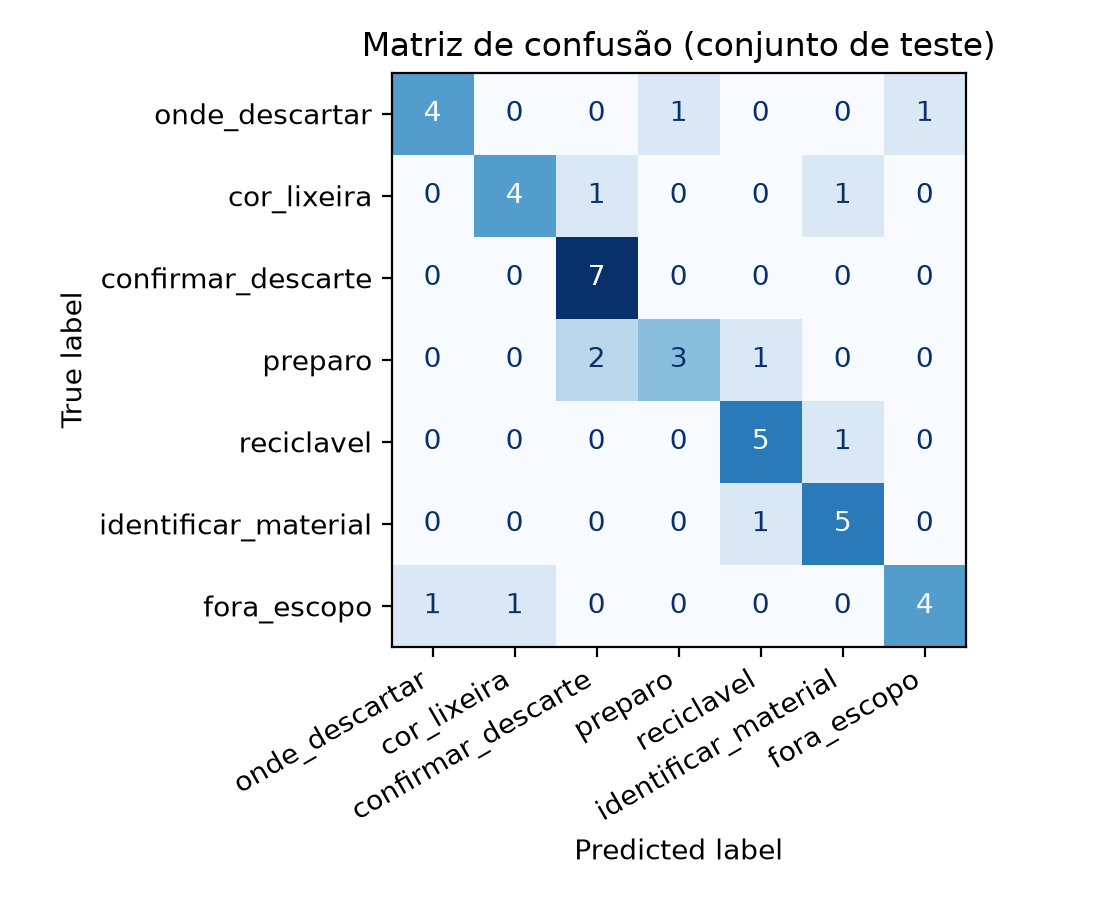 Matriz de confusão (conjunto de teste)
True label
onde_descartar 4 0 0 1 0 0 1
cor_lixeira 0 4 1 0 0 1 0
confirmar_descarte 0 0 7 0 0 0 0
preparo 0 0 2 3 1 0 0
reciclavel 0 0 0 0 5 1 0
identificar_material 0 0 0 0 1 5 0
fora_escopo 1 1 0 0 0 0 4
onde_descartar
cor_lixeira
confirmar_descarte
preparo
reciclavel
identificar_material
fora_escopo
Predicted label